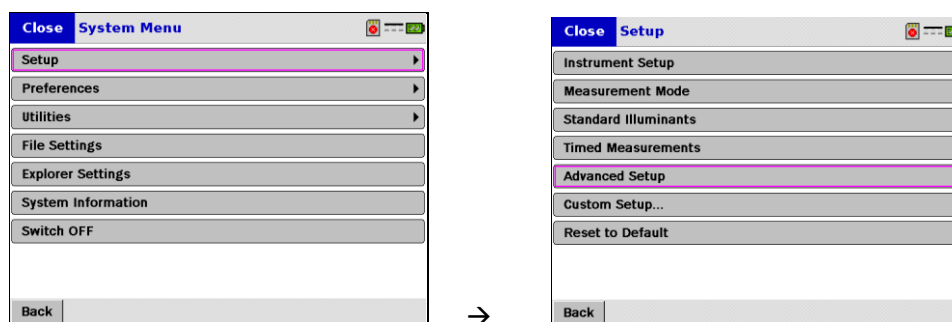 Close System Menu
Setup
Preferences
Utilities
File Settings
Explorer Settings
System Information
Switch OFF
Back
→
Close Setup
Instrument Setup
Measurement Mode
Standard Illuminants
Timed Measurements
Advanced Setup
Custom Setup...
Reset to Default
Back